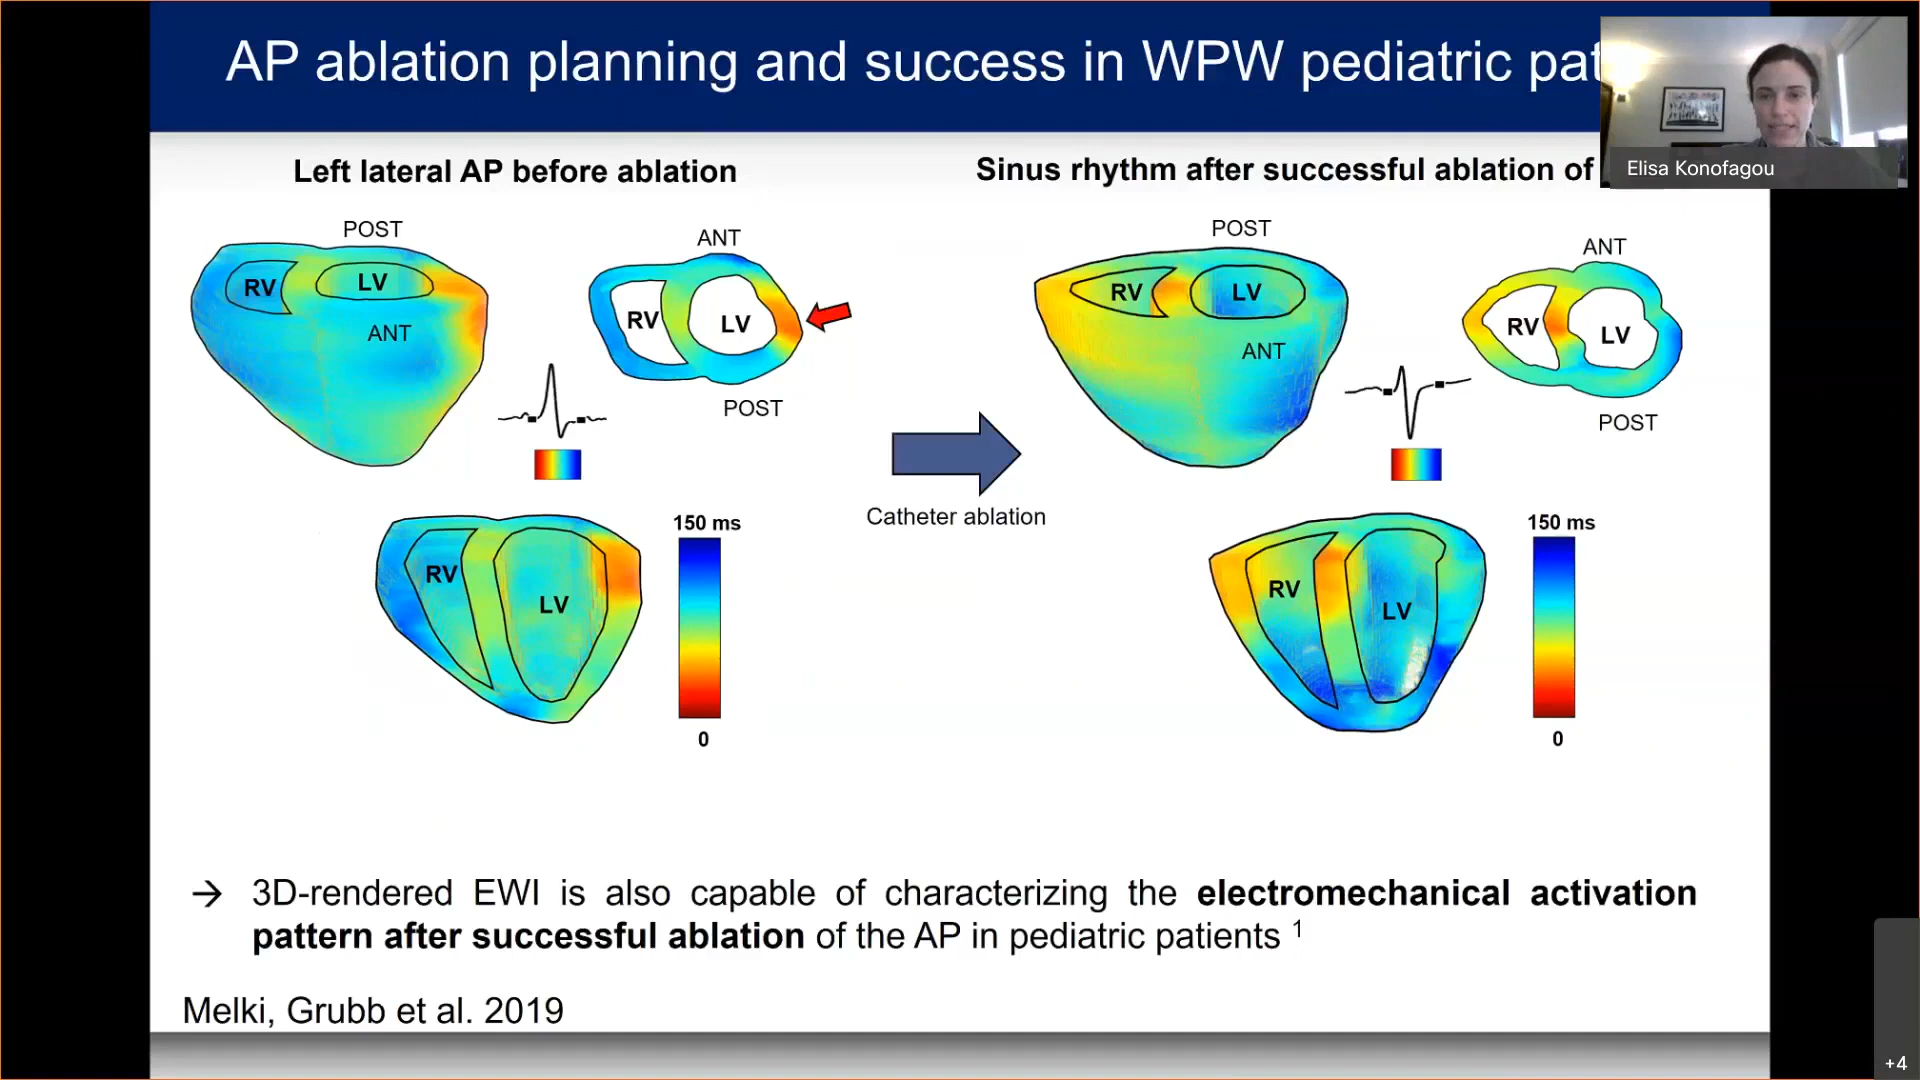 AP ablation planning and success in WPW pediatric pat
Elisa Konofagou
Left lateral AP before ablation
Sinus rhythm after successful ablation of
POST
RV
LV
ANT
ANT
RV
LV
POST
POST
RV
LV
ANT
ANT
RV
LV
POST
Catheter ablation
RV
LV
150 ms
0
RV
LV
150 ms
0
→ 3D-rendered EWI is also capable of characterizing the electromechanical activation
pattern after successful ablation of the AP in pediatric patients 1
Melki, Grubb et al. 2019
+4